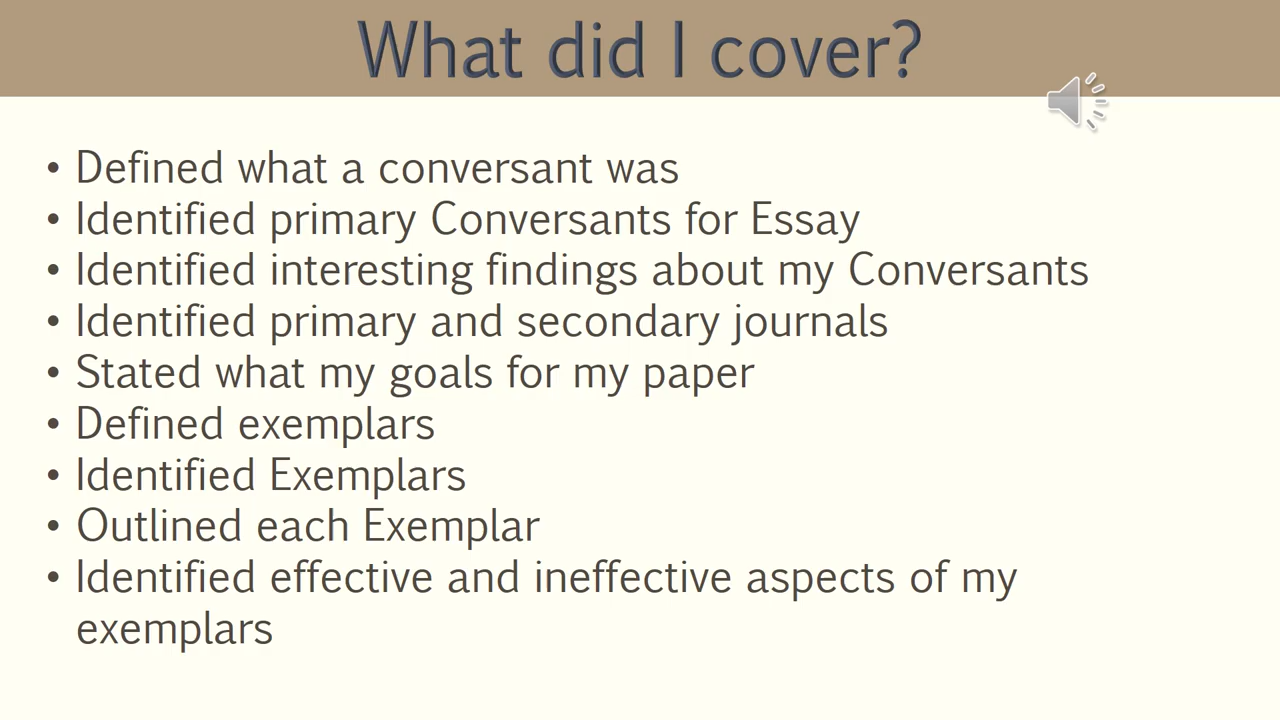 What did I cover?
• Defined what a conversant was
• Identified primary Conversants for Essay
• Identified interesting findings about my Conversants
• Identified primary and secondary journals
• Stated what my goals for my paper
• Defined exemplars
• Identified Exemplars
• Outlined each Exemplar
• Identified effective and ineffective aspects of my
exemplars